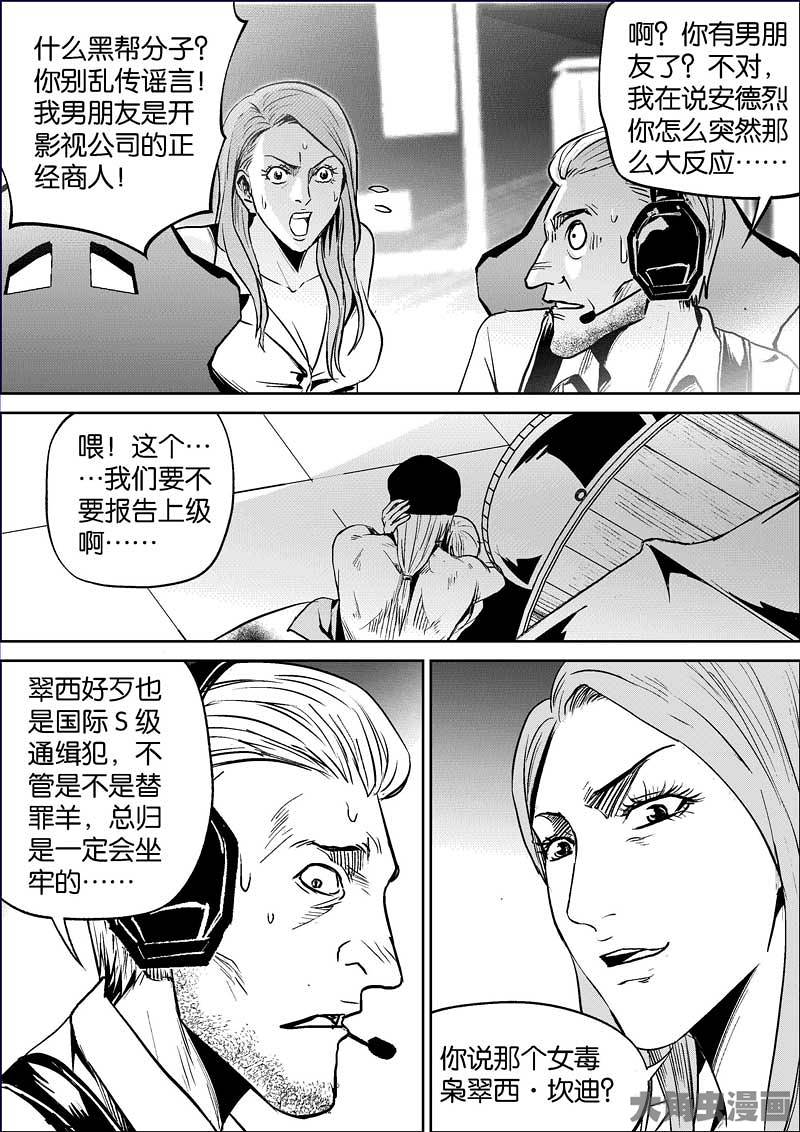 什么黑帮分子？
你别乱传谣言！
我男朋友是开
影视公司的正
经商人！
啊？你有男朋
友了？不对，
我在说安德烈
你怎么突然那
么大反应……
喂！这个…
…我们要不
要报告上级
啊……
翠西好歹也
是国际S级
通缉犯，不
管是不是替
罪羊，总归
是一定会坐
牢的……
你说那个女毒
枭翠西·坎迪？
大角虫漫画